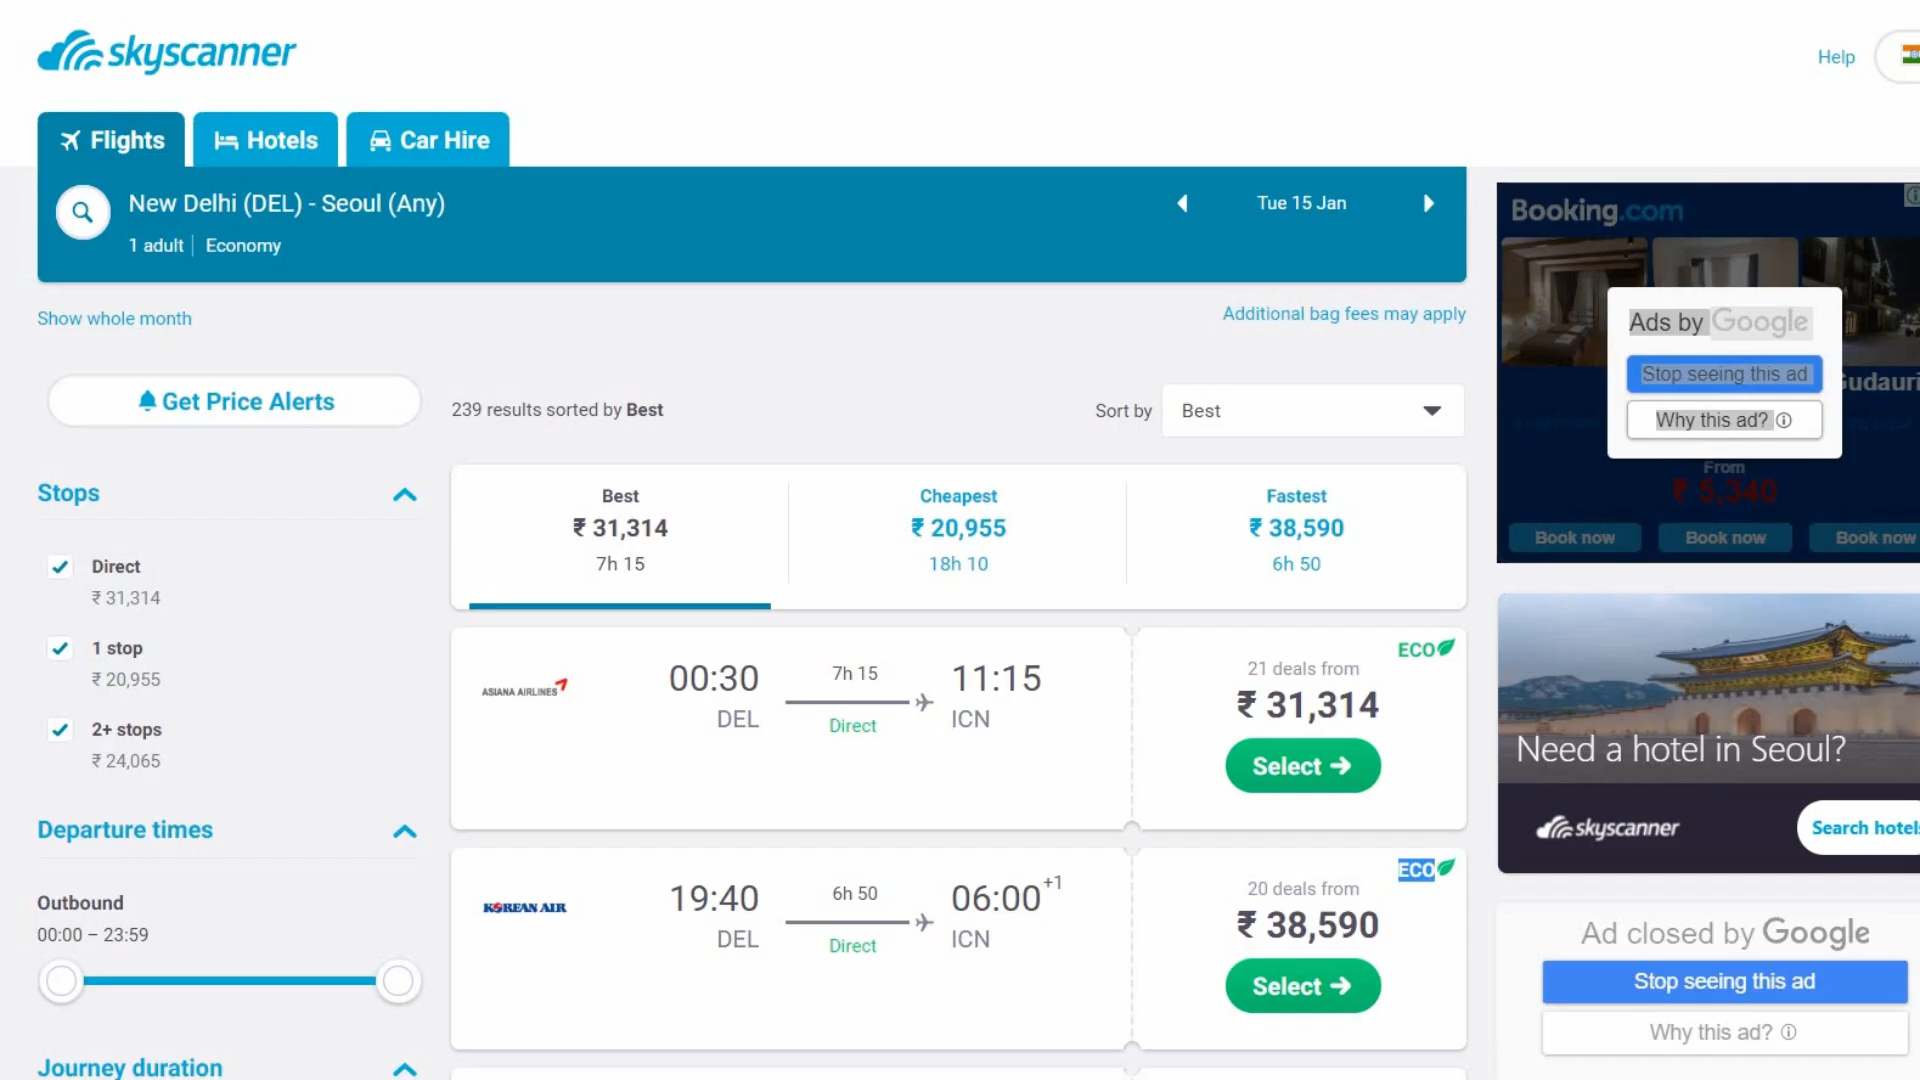 skyscanner
Help
Flights
Hotels
Car Hire
New Delhi (DEL) - Seoul (Any)
1 adult
Economy
Tue 15 Jan
Show whole month
Additional bag fees may apply
Get Price Alerts
239 results sorted by Best
Sort by
Best
Stops
Direct
₹ 31,314
1 stop
₹ 20,955
2+ stops
₹ 24,065
Departure times
Outbound
00:00 – 23:59
Journey duration
Best
₹ 31,314
7h 15
Cheapest
₹ 20,955
18h 10
Fastest
₹ 38,590
6h 50
ASIANA AIRLINES
00:30
DEL
7h 15
Direct
11:15
ICN
ECO
21 deals from
₹ 31,314
Select
KOREAN AIR
19:40
DEL
6h 50
Direct
06:00 +1
ICN
ECO
20 deals from
₹ 38,590
Select
Booking.com
Ads by Google
Stop seeing this ad
Why this ad?
Gudauri
From
₹ 5,340
Book now
Book now
Book now
Need a hotel in Seoul?
skyscanner
Search hotels
Ad closed by Google
Stop seeing this ad
Why this ad?